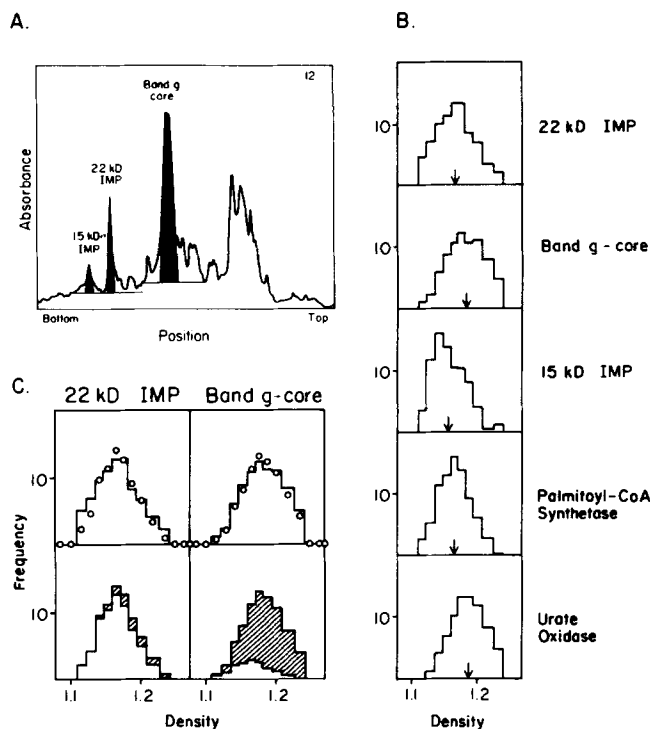 A.
12
Band g
core
22 kD
IMP
15 kD
IMP
Absorbance
Bottom
Top
Position
B.
10
22 kD IMP
10
Band g-core
10
15 kD IMP
10
Palmitoyl-CoA
Synthetase
10
Urate
Oxidase
1.1
1.2
Density
C.
22 kD IMP
Band g-core
10
10
Frequency
1.1
1.2
1.1
1.2
Density
Density